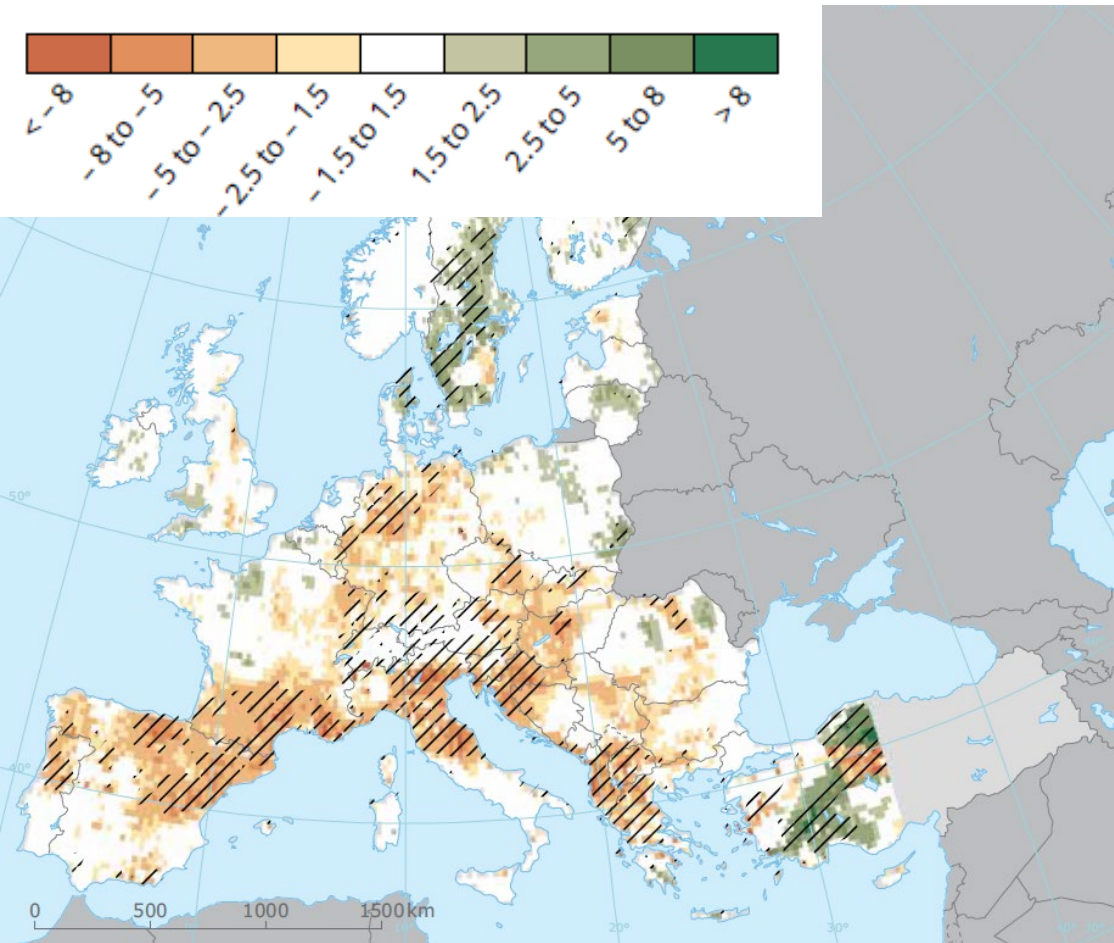 < – 8
– 8 to – 5
– 5 to – 2.5
– 2.5 to – 1.5
– 1.5 to 1.5
1.5 to 2.5
2.5 to 5
5 to 8
> 8
50°
40°
0 500 1000 1500km
20°
30°